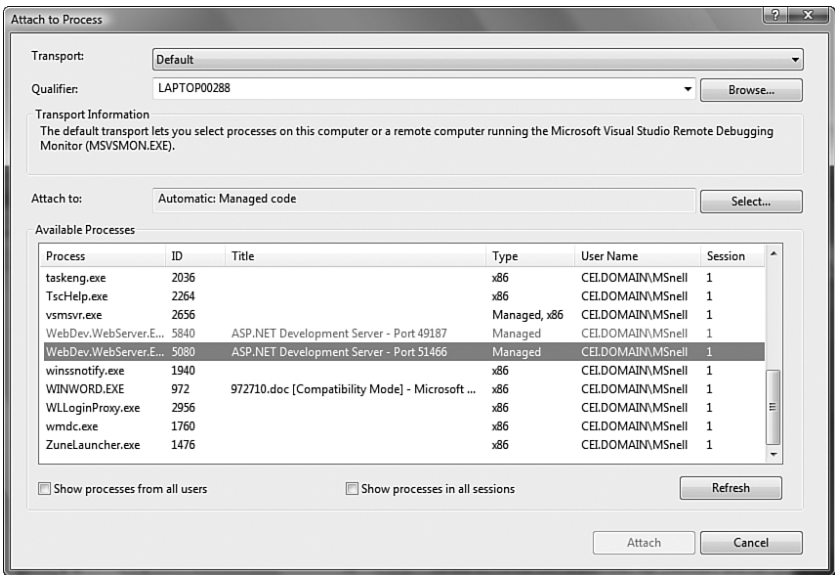 Attach to Process
Transport: Default
Qualifier: LAPTOP00288 Browse...
Transport Information
The default transport lets you select processes on this computer or a remote computer running the Microsoft Visual Studio Remote Debugging
Monitor (MSVSMON.EXE).
Attach to: Automatic: Managed code Select...
Available Processes
Process ID Title Type User Name Session
taskeng.exe 2036 x86 CEI.DOMAIN\MSnell 1
TscHelp.exe 2264 x86 CEI.DOMAIN\MSnell 1
vsmsvr.exe 2656 Managed, x86 CEI.DOMAIN\MSnell 1
WebDev.WebServer.E... 5840 ASP.NET Development Server - Port 49187 Managed CEI.DOMAIN\MSnell 1
WebDev.WebServer.E... 5080 ASP.NET Development Server - Port 51466 Managed CEI.DOMAIN\MSnell 1
winssnotify.exe 1940 x86 CEI.DOMAIN\MSnell 1
WINWORD.EXE 972 972710.doc [Compatibility Mode] - Microsoft ... x86 CEI.DOMAIN\MSnell 1
WLLoginProxy.exe 2956 x86 CEI.DOMAIN\MSnell 1
wmdc.exe 1760 x86 CEI.DOMAIN\MSnell 1
ZuneLauncher.exe 1476 x86 CEI.DOMAIN\MSnell 1
Show processes from all users Show processes in all sessions Refresh
Attach Cancel